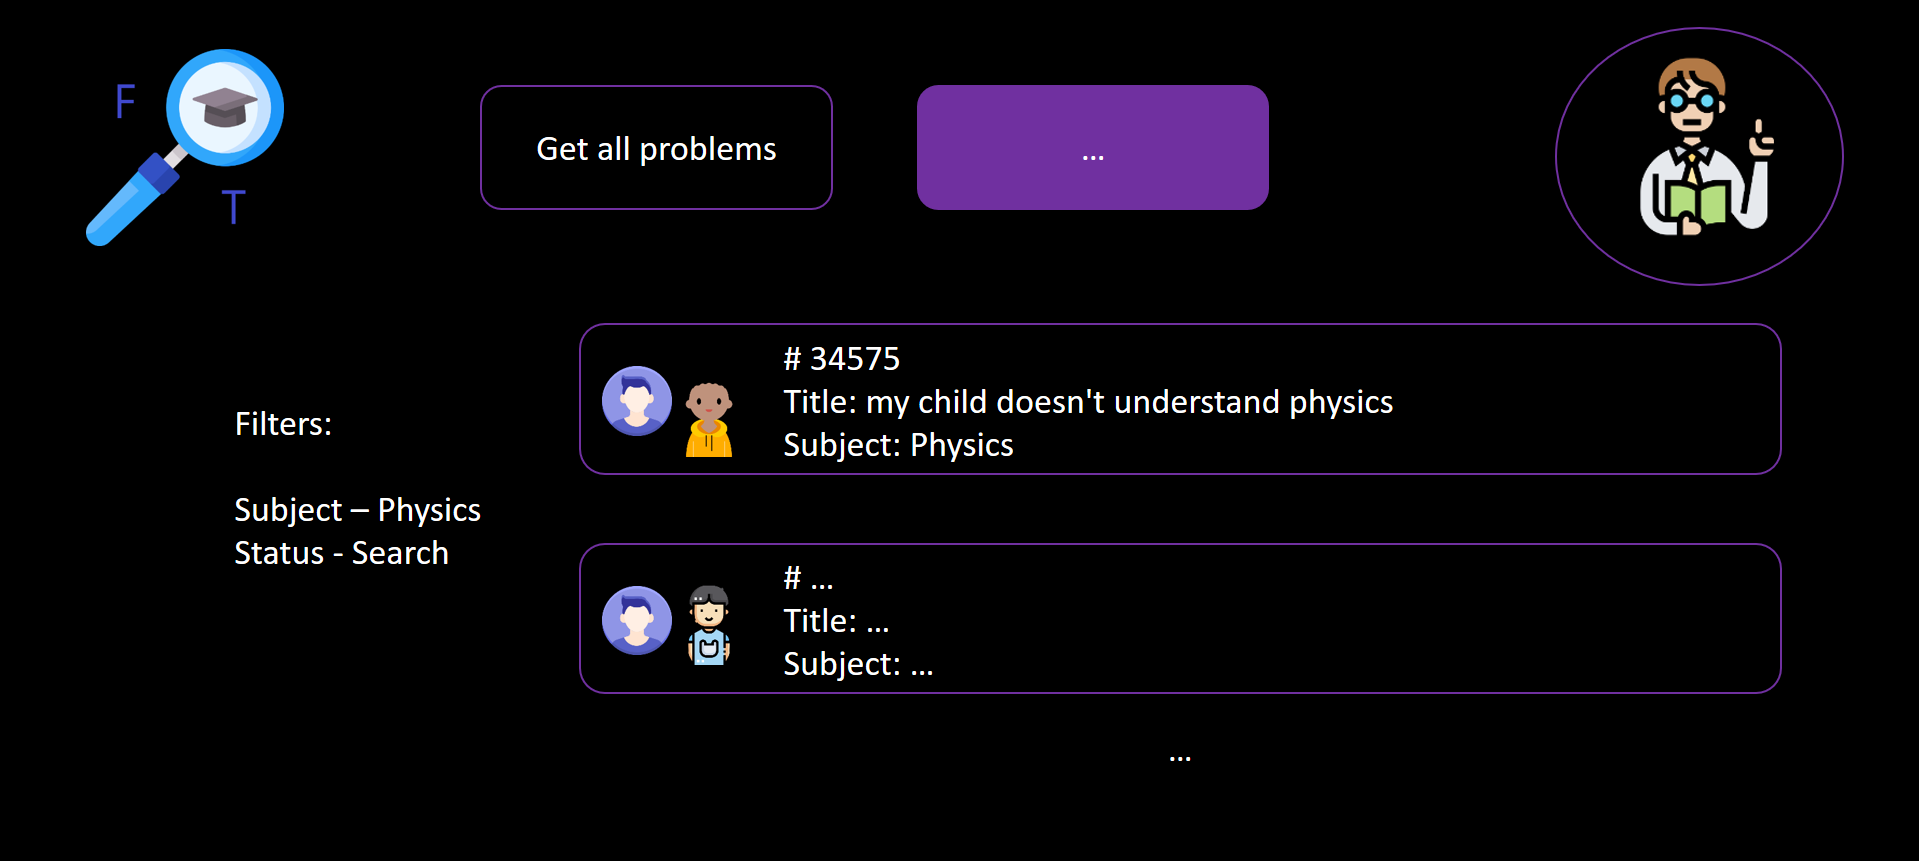 F
T
Get all problems
...
Filters:
Subject – Physics
Status - Search
# 34575
Title: my child doesn't understand physics
Subject: Physics
# ...
Title: ...
Subject: ...
...